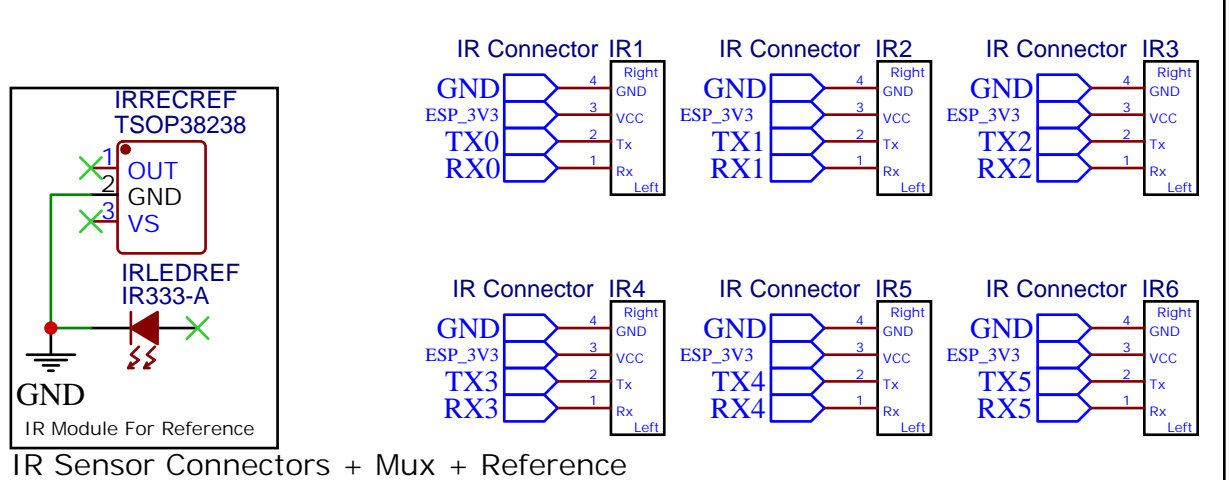 IRRECREF
TSOP38238
1
OUT
2
GND
3
VS
IRLEDREF
IR333-A
GND
IR Module For Reference
IR Connector IR1
GND 4 Right
GND
ESP_3V3 3 VCC
TX0 2 Tx
RX0 1 Rx
Left
IR Connector IR2
GND 4 Right
GND
ESP_3V3 3 VCC
TX1 2 Tx
RX1 1 Rx
Left
IR Connector IR3
GND 4 Right
GND
ESP_3V3 3 VCC
TX2 2 Tx
RX2 1 Rx
Left
IR Connector IR4
GND 4 Right
GND
ESP_3V3 3 VCC
TX3 2 Tx
RX3 1 Rx
Left
IR Connector IR5
GND 4 Right
GND
ESP_3V3 3 VCC
TX4 2 Tx
RX4 1 Rx
Left
IR Connector IR6
GND 4 Right
GND
ESP_3V3 3 VCC
TX5 2 Tx
RX5 1 Rx
Left
IR Sensor Connectors + Mux + Reference